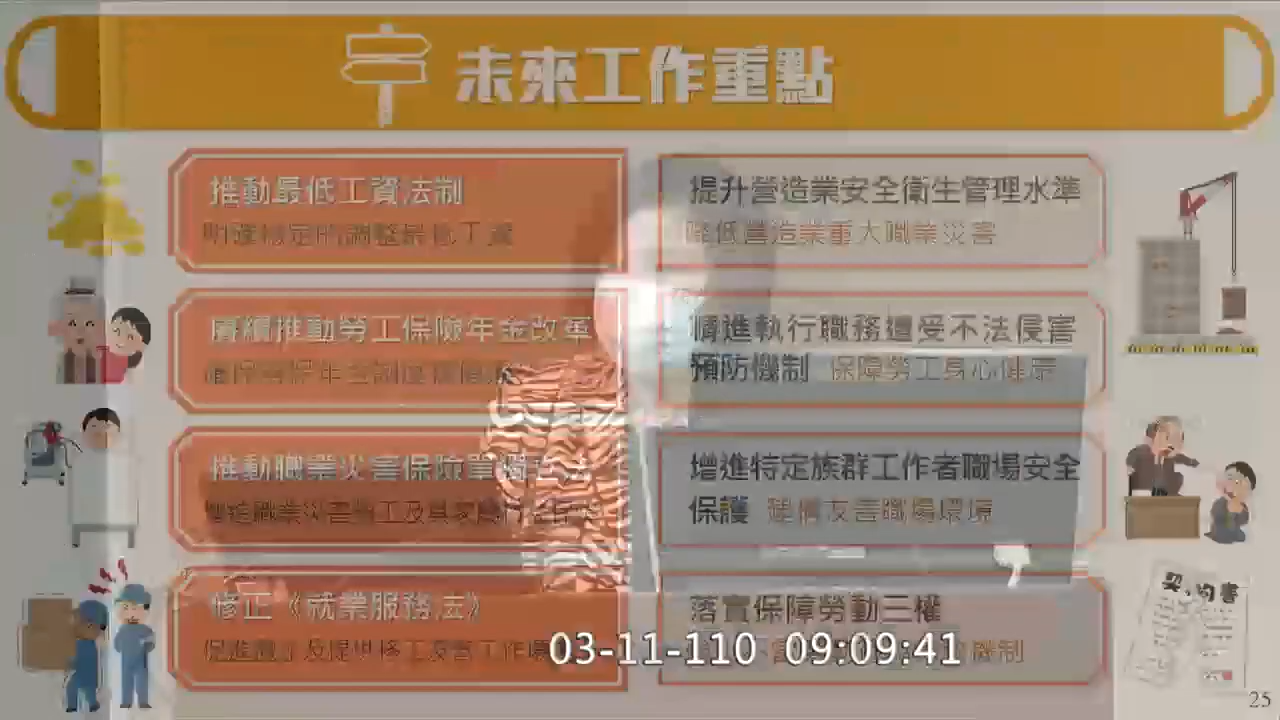 未來工作重點
推動最低工資法制
明確穩定的調整最低工資
賡續推動勞工保險年金改革
推動職業災害保險單獨立法
修正《就業服務法》
提升營造業安全衛生管理水準
降低營造業重大職業災害
精進執行職務遭受不法侵害
預防機制 保障勞工身心健康
增進特定族群工作者職場安全
保護 建構友善職場環境
落實保障勞動三權
機制
契約書
03-11-110 09:09:41
25